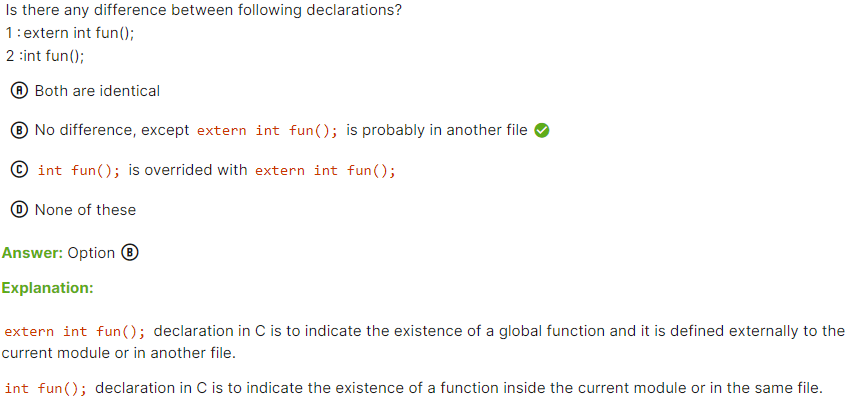 Is there any difference between following declarations?
1 : extern int fun();
2 :int fun();
A Both are identical
B No difference, except extern int fun(); is probably in another file
C int fun(); is overrided with extern int fun();
D None of these
Answer: Option B
Explanation:
extern int fun(); declaration in C is to indicate the existence of a global function and it is defined externally to the
current module or in another file.
int fun(); declaration in C is to indicate the existence of a function inside the current module or in the same file.